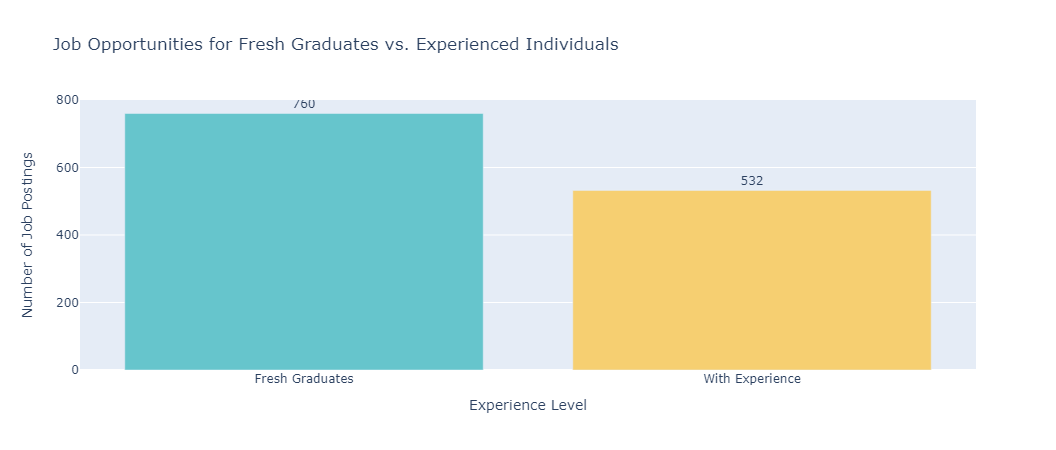 Job Opportunities for Fresh Graduates vs. Experienced Individuals
800
760
600
532
400
200
0
Number of Job Postings
Fresh Graduates
With Experience
Experience Level